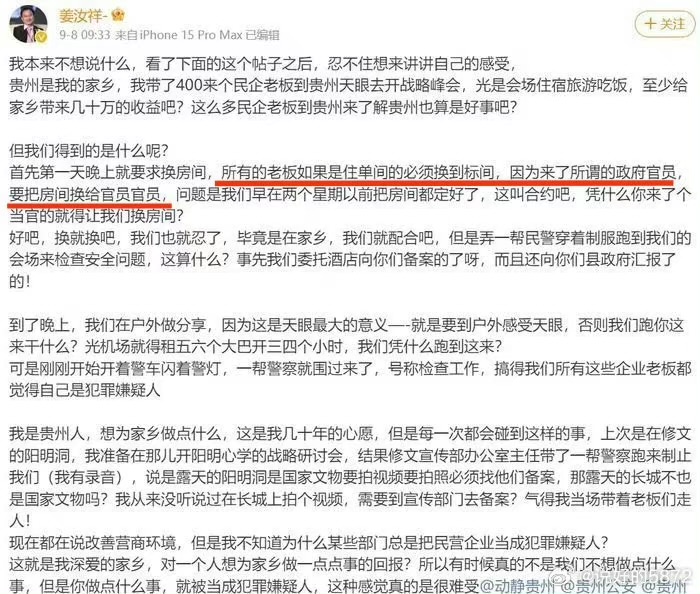 姜汝祥-
9-8 09:33 来自 iPhone 15 Pro Max 已编辑
+关注
我本来不想说什么，看了下面的这个帖子之后，忍不住想来讲讲自己的感受，
贵州是我的家乡，我带了400来个民企老板到贵州天眼去开战略峰会，光是会场住宿旅游吃饭，至少给
家乡带来几十万的收益吧？这么多民企老板到贵州来了解贵州也算是好事吧？
但我们得到的是什么呢？
首先第一天晚上就要求换房间，所有的老板如果是住单间的必须换到标间，因为来了所谓的政府官员，
要把房间换给官员官员，问题是我们早在两个星期以前把房间都定好了，这叫合约吧，凭什么你来了个
当官的就得让我们换房间？
好吧，换就换吧，我们也就忍了，毕竟是在家乡，我们就配合吧，但是弄一帮民警穿着制服跑到我们的
会场来检查安全问题，这算什么？事先我们委托酒店向你们备案的了呀，而且还向你们县政府汇报了
的！
到了晚上，我们在户外做分享，因为这是天眼最大的意义—-就是要到户外感受天眼，否则我们跑你这
来干什么？光机场就得租五六个大巴开三四个小时，我们凭什么跑到这来？
可是刚刚开始开着警车闪着警灯，一帮警察就围过来了，号称检查工作，搞得我们所有这些企业老板都
觉得自己是犯罪嫌疑人
我是贵州人，想为家乡做点什么，这是我几十年的心愿，但是每一次都会碰到这样的事，上次是在修文
的阳明洞，我准备在那儿开阳明心学的战略研讨会，结果修文宣传部办公室主任带了一帮警察跑来制止
我们（我有录音），说是露天的阳明洞是国家文物要拍视频要拍照必须找他们备案，那露天的长城不也
是国家文物吗？我从来没听说过在长城上拍个视频，需要到宣传部门去备案？气得我当场带着老板们走
人！
现在都在说改善营商环境，但是我不知道为什么某些部门总是把民营企业当成犯罪嫌疑人？
这就是我深爱的家乡，对一个人想为家乡做一点点事的回报？所以有时候真的不是我们不想做点什么
事，但是你做点什么事，就被当成犯罪嫌疑人，这种感觉真的是很难受@动静贵州 @贵州公安 @贵州